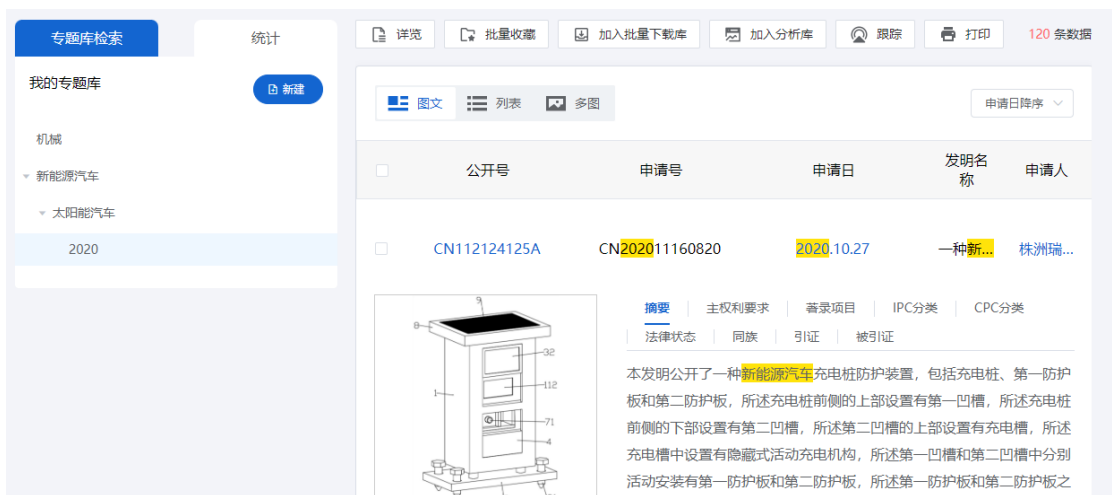 专题库检索
统计
详览
批量收藏
加入批量下载库
加入分析库
跟踪
打印
120 条数据
我的专题库
新建
机械
新能源汽车
太阳能汽车
2020
图文
列表
多图
申请日降序
公开号
申请号
申请日
发明名
称
申请人
CN112124125A
CN202011160820
2020.10.27
一种新...
株洲瑞...
摘要
主权利要求
著录项目
IPC分类
CPC分类
法律状态
同族
引证
被引证
本发明公开了一种新能源汽车充电桩防护装置，包括充电桩、第一防护
板和第二防护板，所述充电桩前侧的上部设置有第一凹槽，所述充电桩
前侧的下部设置有第二凹槽，所述第二凹槽的上部设置有充电槽，所述
充电槽中设置有隐藏式活动充电机构，所述第一凹槽和第二凹槽中分别
活动安装有第一防护板和第二防护板，所述第一防护板和第二防护板之
9
8
32
1
112
71
4